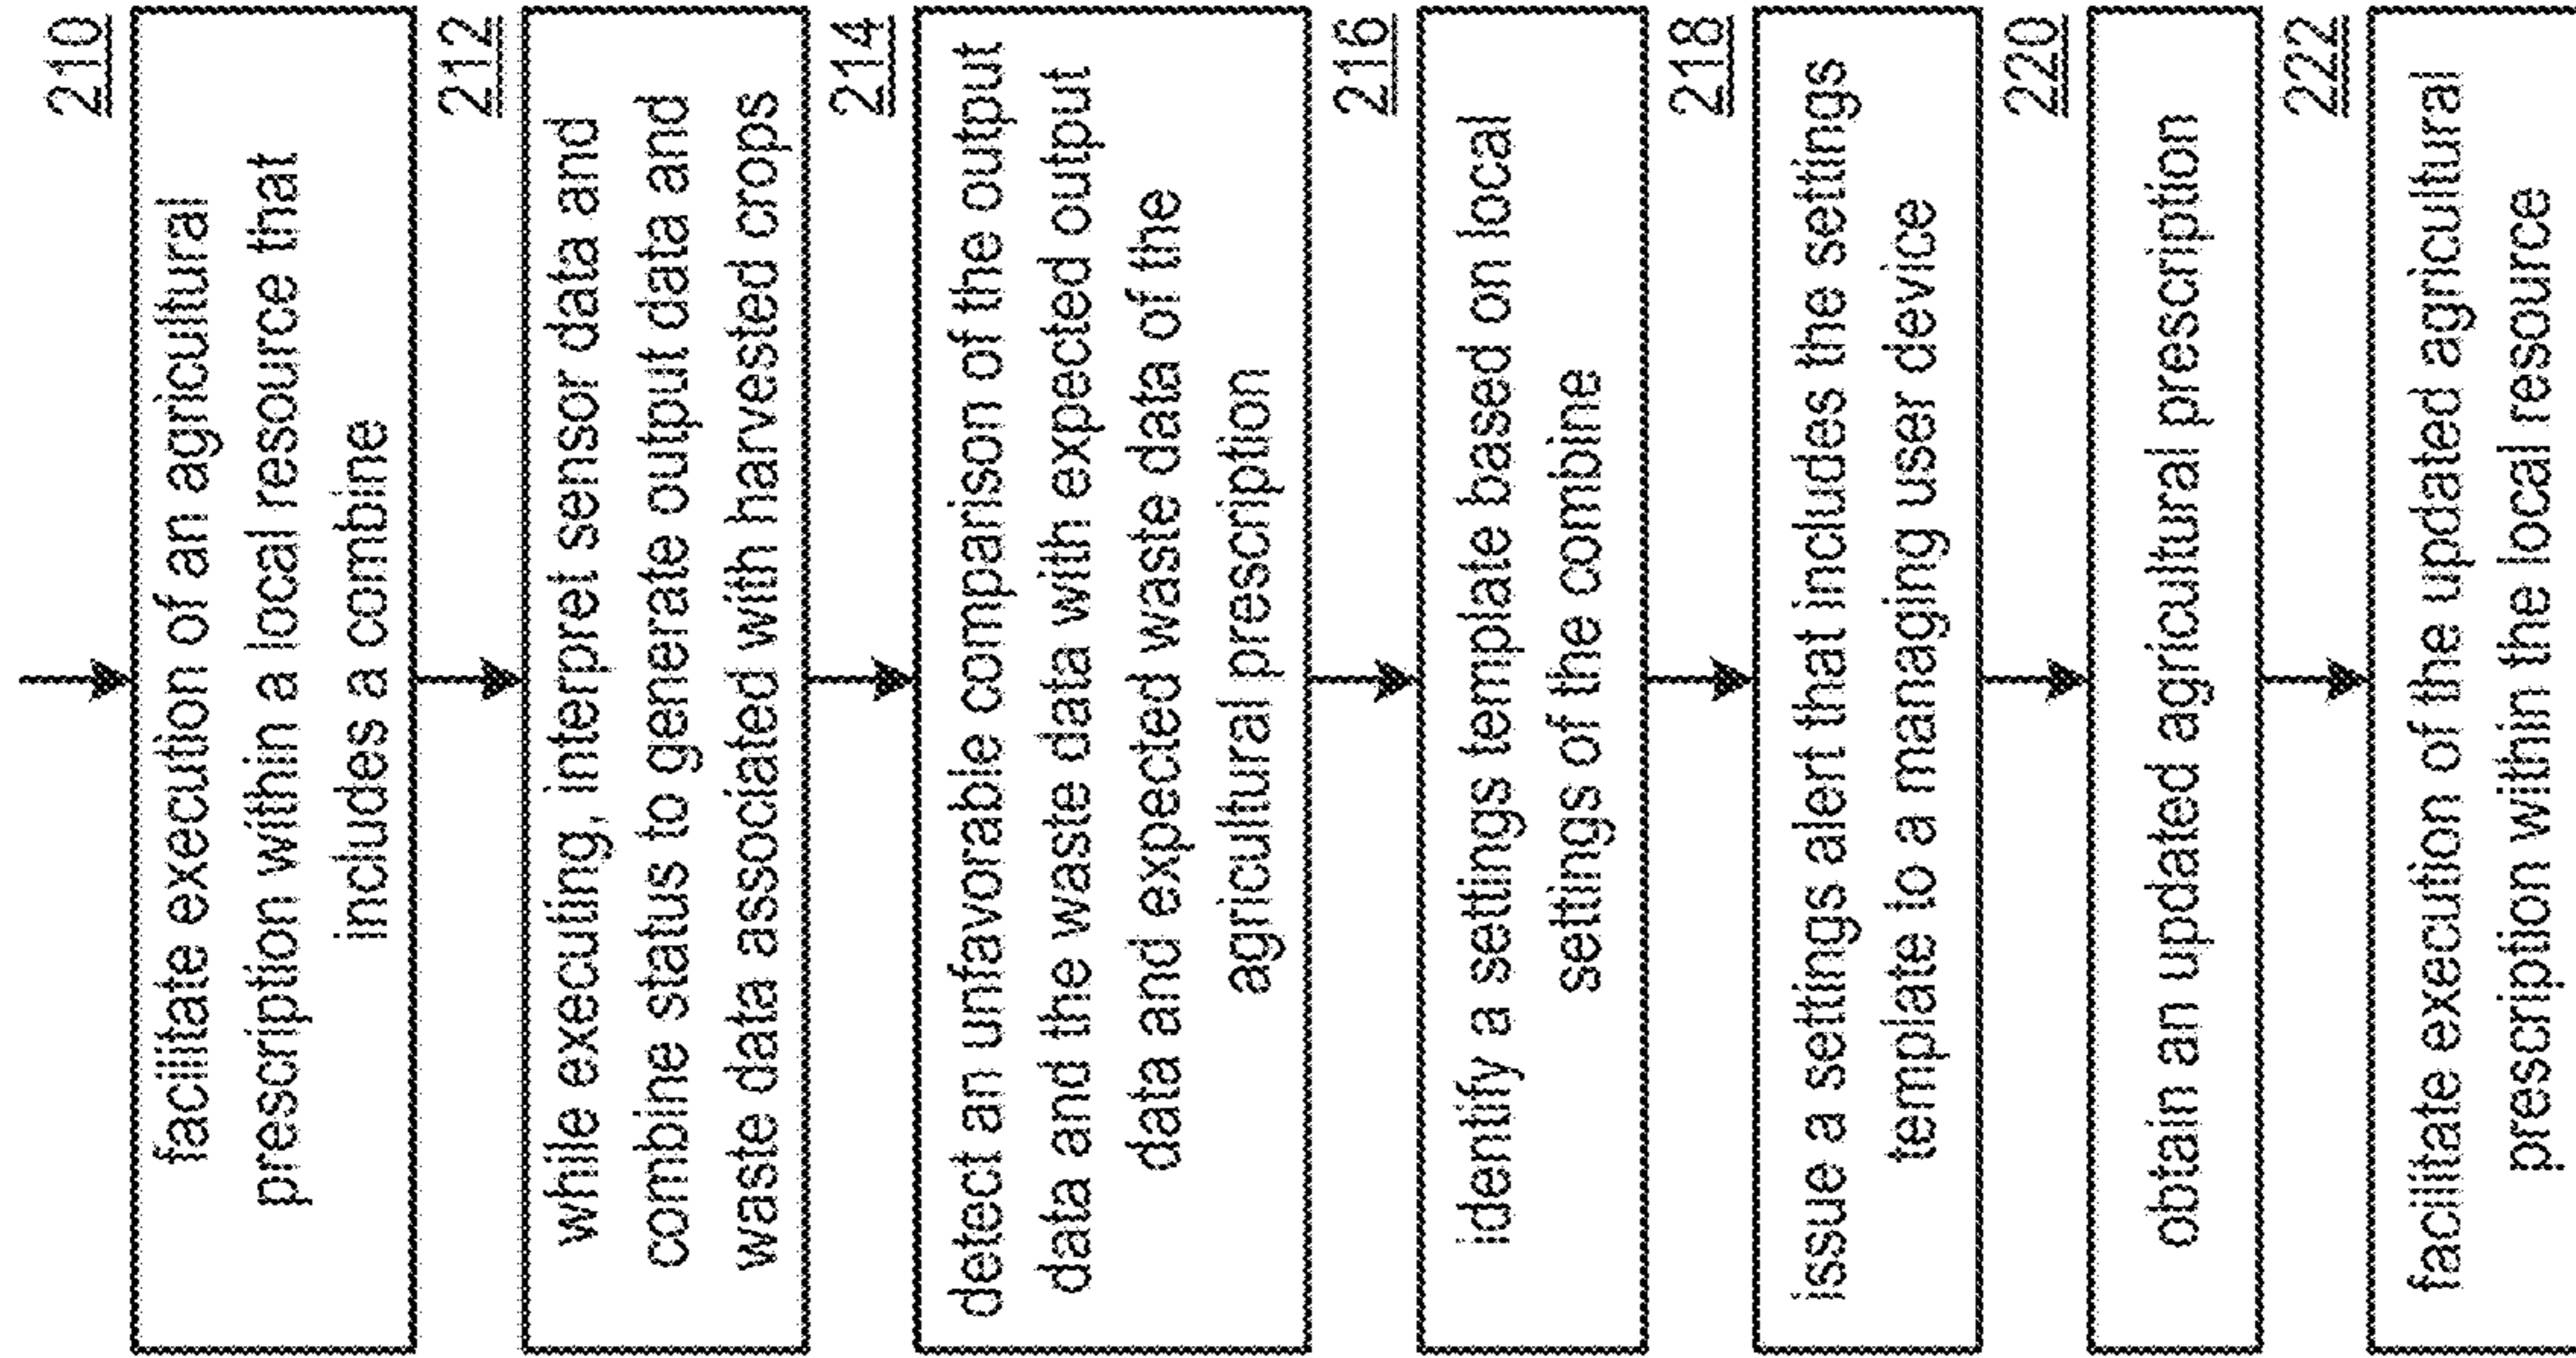 210
facilitate execution of an agricultural
prescription within a local resource that
includes a combine
212
while executing, interpret sensor data and
combine status to generate output data and
waste data associated with harvested crops
214
detect an unfavorable comparison of the output
data and the waste data with expected output
data and expected waste data of the
agricultural prescription
216
identify a settings template based on local
settings of the combine
218
issue a settings alert that includes the settings
template to a managing user device
220
obtain an updated agricultural prescription
222
facilitate execution of the updated agricultural
prescription within the local resource